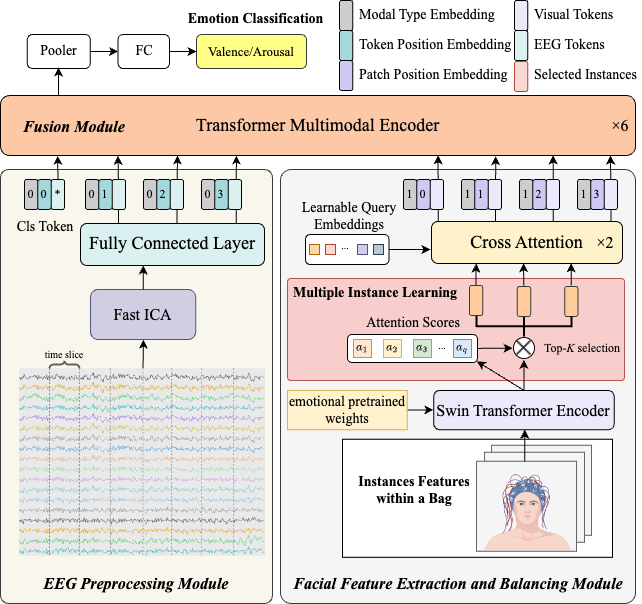 Emotion Classification
Pooler
FC
Valence/Arousal
Modal Type Embedding
Token Position Embedding
Patch Position Embedding
Visual Tokens
EEG Tokens
Selected Instances
Fusion Module
Transformer Multimodal Encoder
×6
0 0 *
0 1
0 2
0 3
Cls Token
Fully Connected Layer
Fast ICA
time slice
EEG Preprocessing Module
1 0
1 1
1 2
1 3
Learnable Query
Embeddings
...
Cross Attention ×2
Multiple Instance Learning
Attention Scores
a1 a2 a3 ... aq
Top-K selection
emotional pretrained
weights
Swin Transformer Encoder
Instances Features
within a Bag
Facial Feature Extraction and Balancing Module